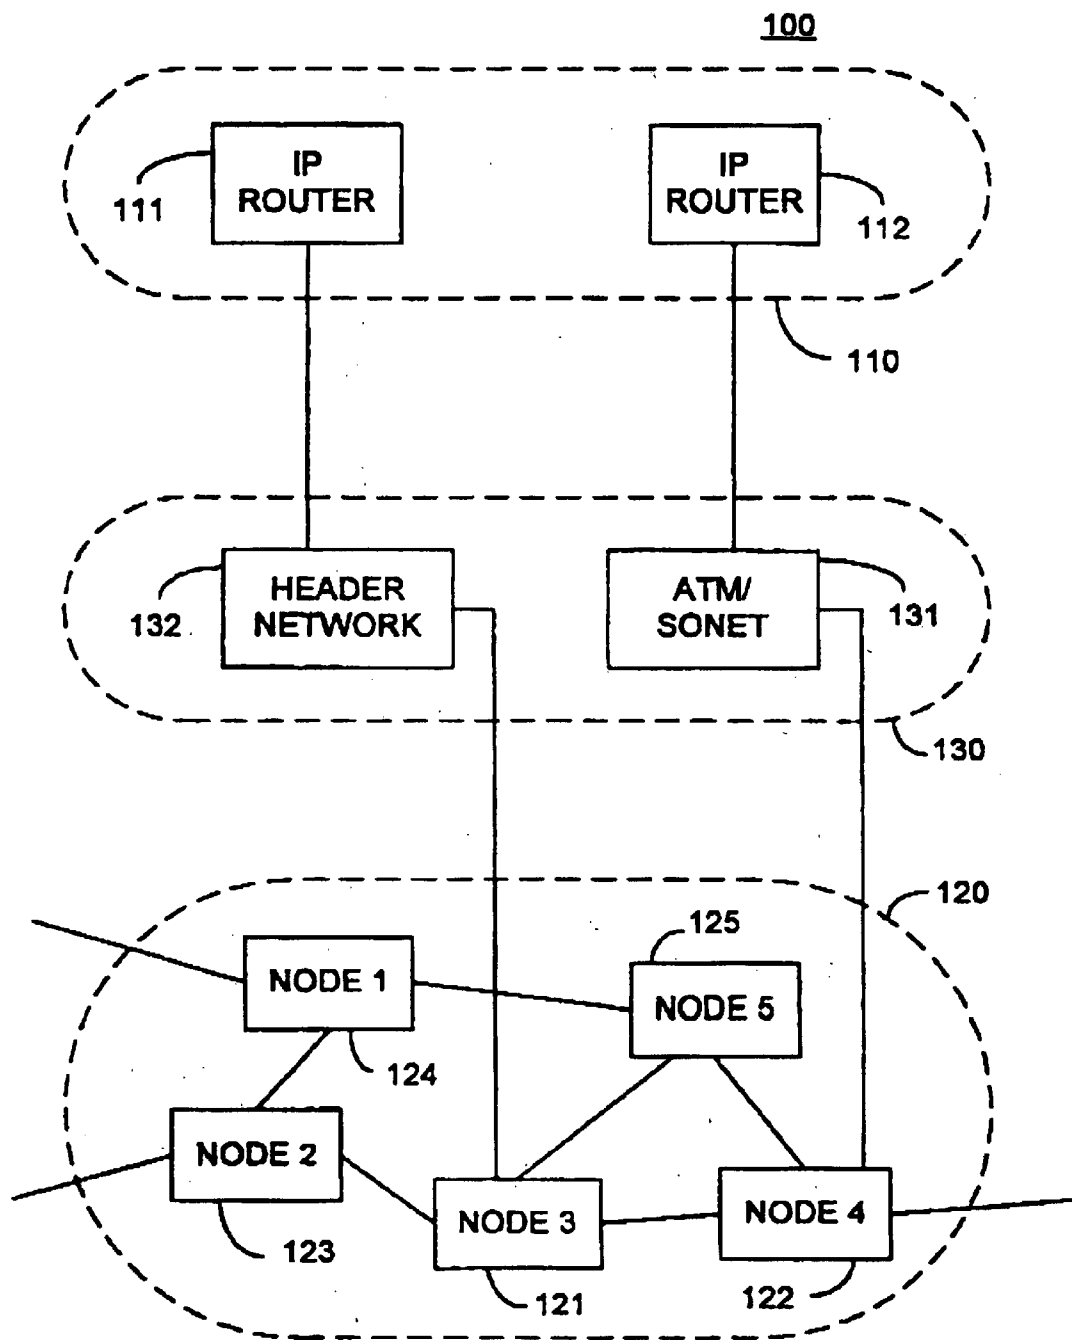 100
IP
ROUTER
IP
ROUTER
111
112
110
HEADER
NETWORK
ATM/
SONET
132
131
130
120
125
NODE 1
NODE 5
124
NODE 2
NODE 3
NODE 4
123
121
122